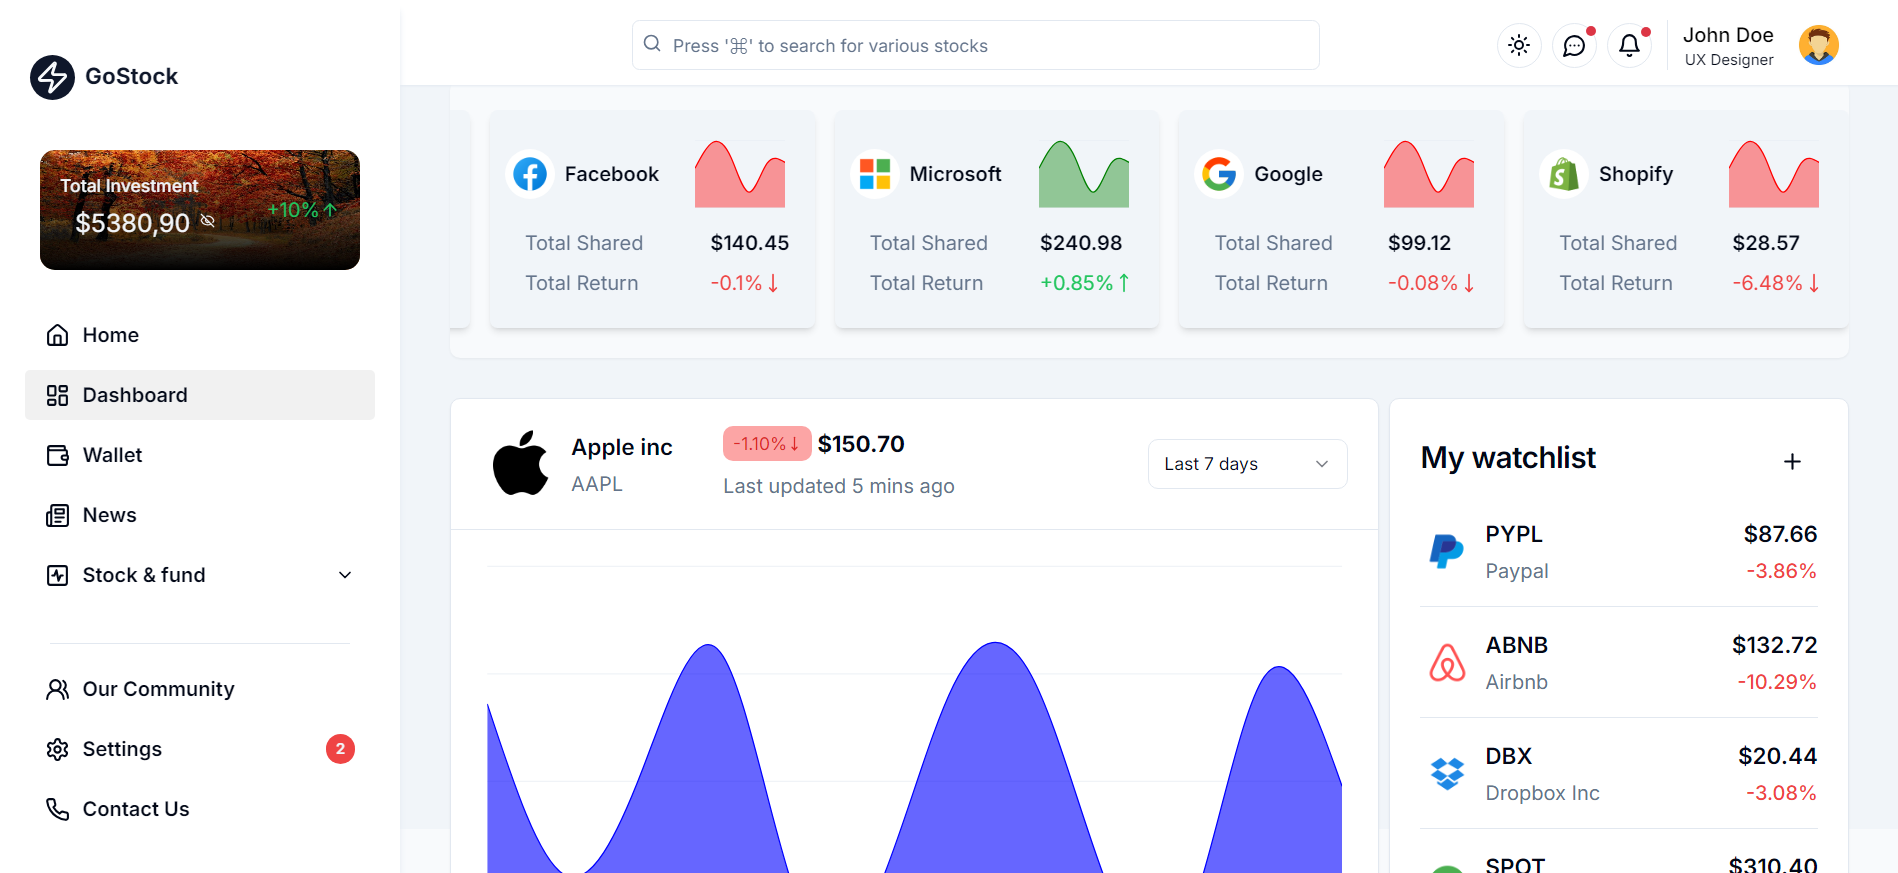 GoStock
Total Investment
$5380,90
+10%
Home
Dashboard
Wallet
News
Stock & fund
Our Community
Settings
2
Contact Us
Press '⌘' to search for various stocks
John Doe
UX Designer
Facebook
Total Shared $140.45
Total Return -0.1%↓
Microsoft
Total Shared $240.98
Total Return +0.85%↑
Google
Total Shared $99.12
Total Return -0.08%↓
Shopify
Total Shared $28.57
Total Return -6.48%↓
Apple inc
AAPL
-1.10%↓ $150.70
Last updated 5 mins ago
Last 7 days
My watchlist
PYPL $87.66
Paypal -3.86%
ABNB $132.72
Airbnb -10.29%
DBX $20.44
Dropbox Inc -3.08%
SPOT $310.40